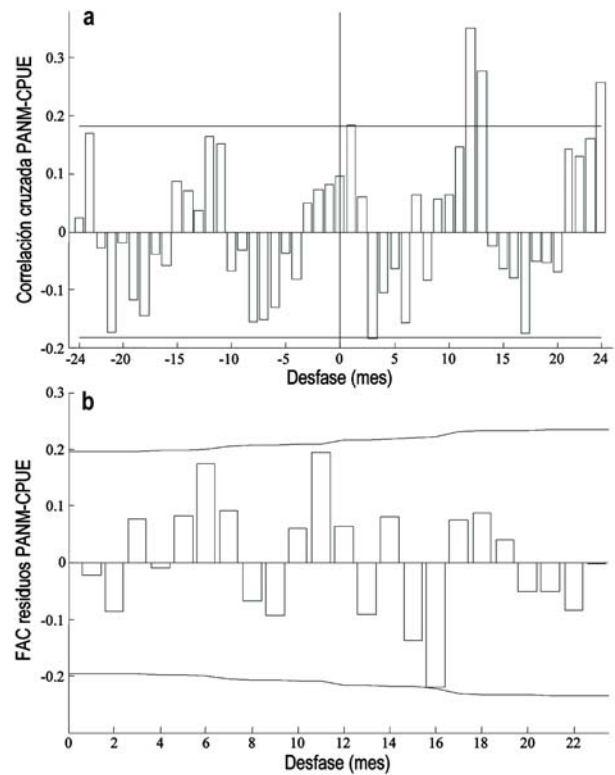 a
Correlación cruzada PANM-CPUE
0.3
0.2
0.1
0
-0.1
-0.2
-24 -20 -15 -10 -5 0 5 10 15 20 24
Desfase (mes)
b
FAC residuos PANM-CPUE
0.3
0.2
0.1
0
-0.1
-0.2
0 2 4 6 8 10 12 14 16 18 20 22
Desfase (mes)